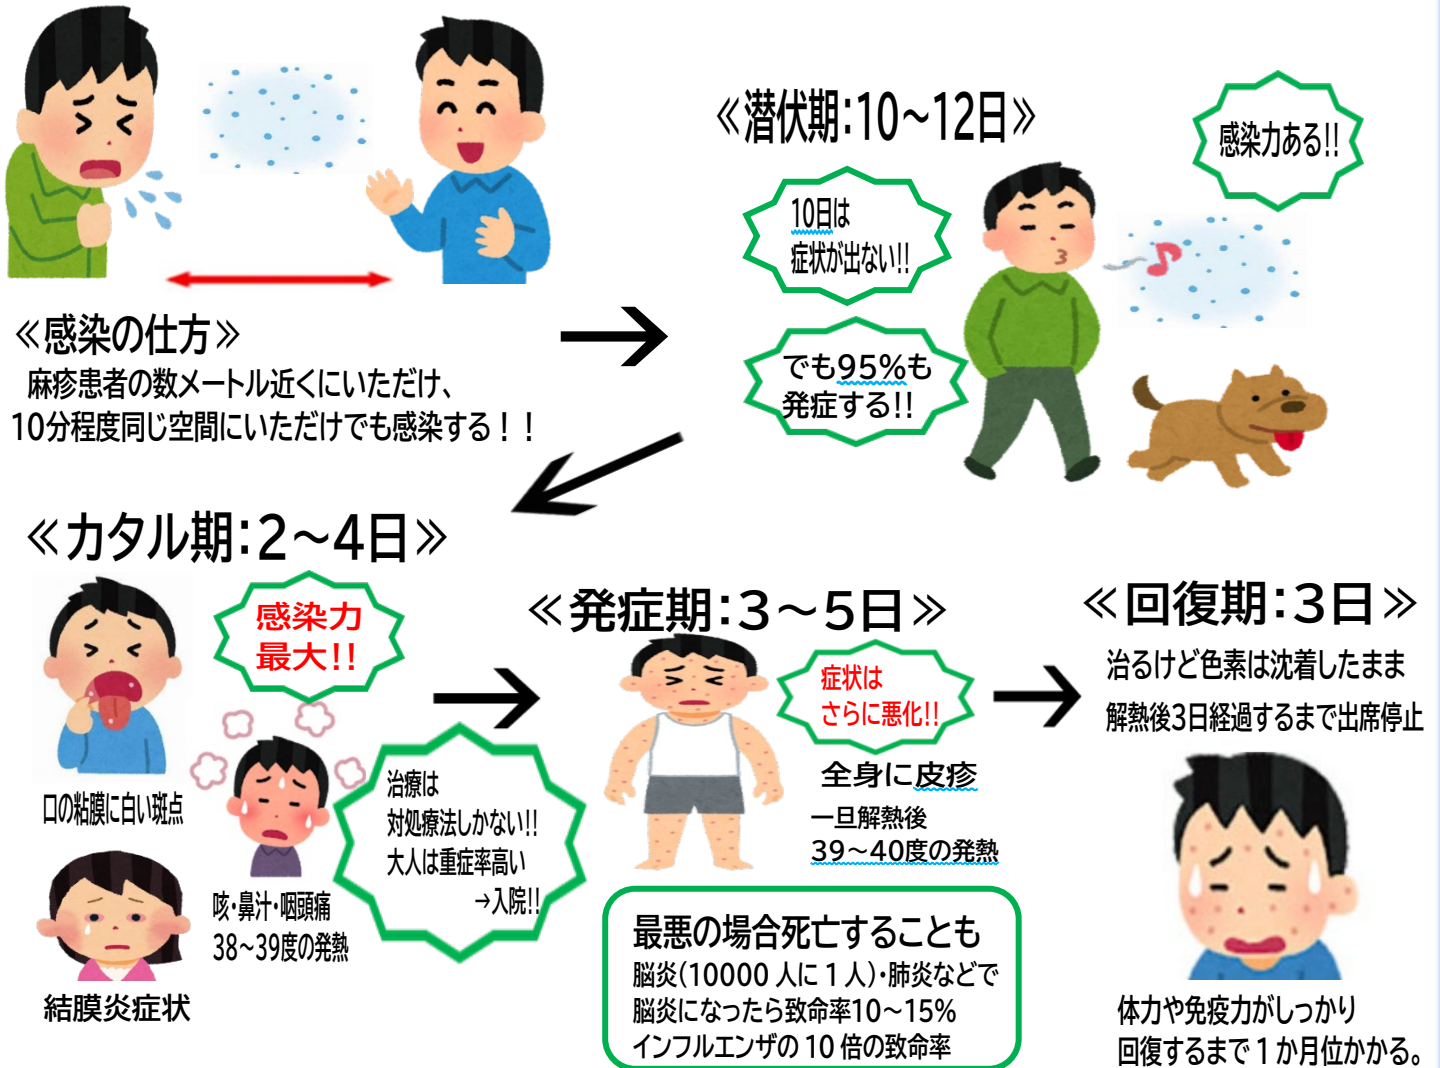 ≪感染の仕方≫
麻疹患者の数メートル近くにいただけ、
10分程度同じ空間にいただけでも感染する！！
≪潜伏期:10～12日≫
感染力ある!!
10日は
症状が出ない!!
でも95%も
発症する!!
≪カタル期:2～4日≫
感染力
最大!!
口の粘膜に白い斑点
咳・鼻汁・咽頭痛
38～39度の発熱
結膜炎症状
治療は
対処療法しかない!!
大人は重症率高い
→入院!!
≪発症期:3～5日≫
症状は
さらに悪化!!
全身に皮疹
一旦解熱後
39～40度の発熱
最悪の場合死亡することも
脳炎(10000人に1人)・肺炎などで
脳炎になったら致命率10～15%
インフルエンザの10倍の致命率
≪回復期:3日≫
治るけど色素は沈着したまま
解熱後3日経過するまで出席停止
体力や免疫力がしっかり
回復するまで1か月位かかる。